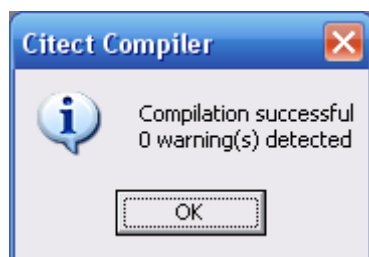 Citect Compiler
Compilation successful
0 warning(s) detected
OK